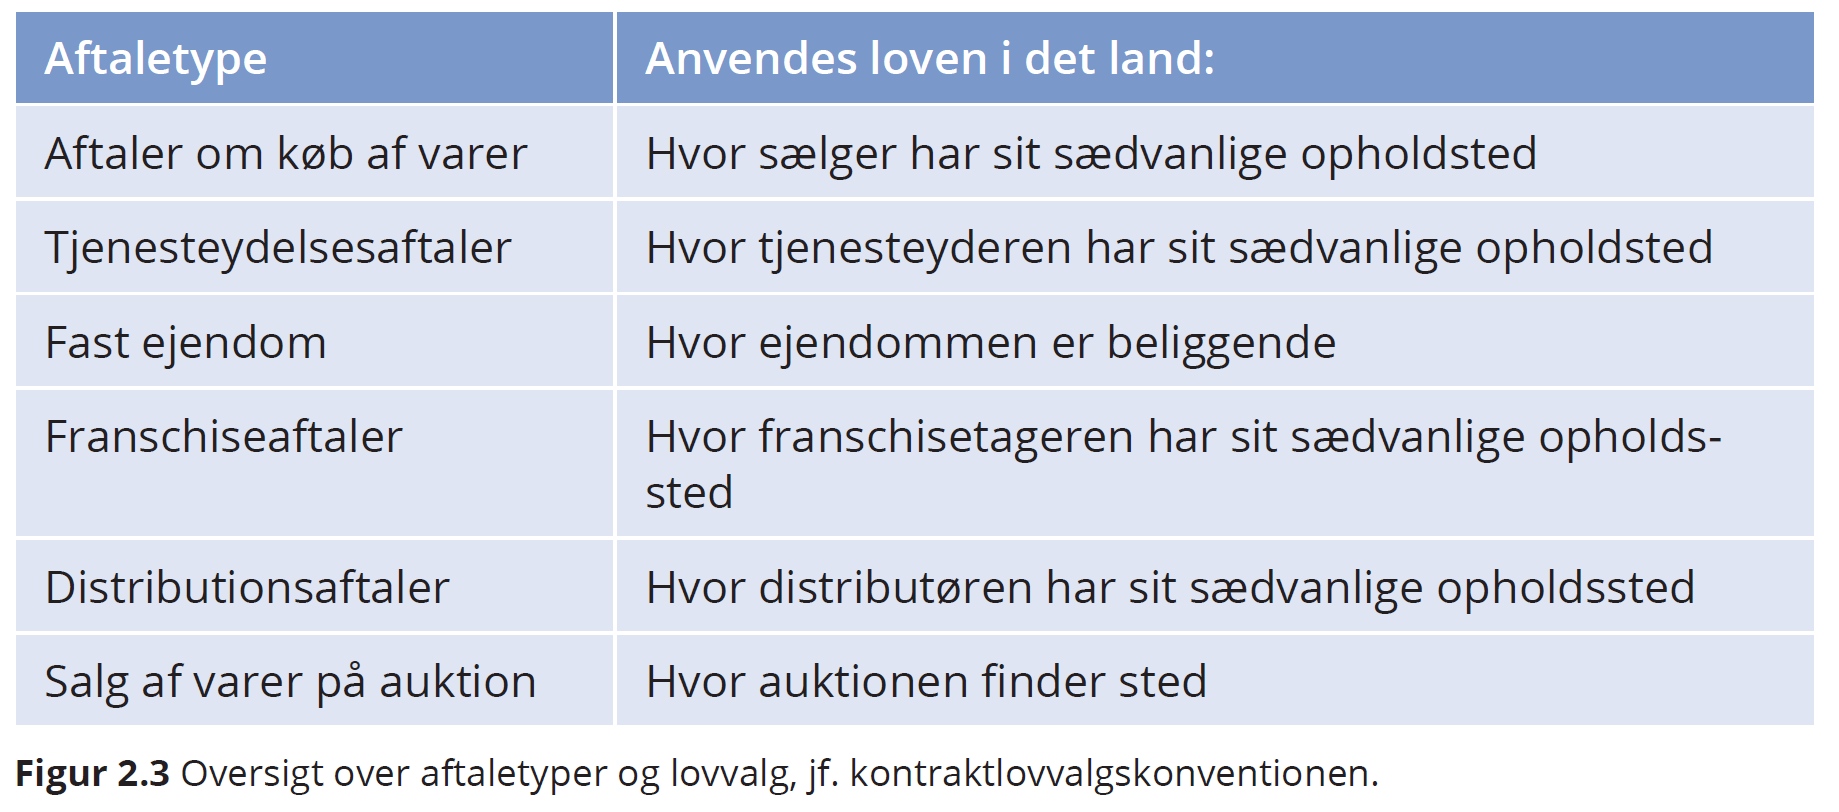 Aftaletype
Anvendes loven i det land:
Aftaler om køb af varer
Hvor sælger har sit sædvanlige opholdsted
Tjenesteydelsesaftaler
Hvor tjenesteyderen har sit sædvanlige opholdsted
Fast ejendom
Hvor ejendommen er beliggende
Franschiseaftaler
Hvor franschisetageren har sit sædvanlige opholds-
sted
Distributionsaftaler
Hvor distributøren har sit sædvanlige opholdssted
Salg af varer på auktion
Hvor auktionen finder sted
Figur 2.3 Oversigt over aftaletyper og lovvalg, jf. kontraktlovvalgskonventionen.